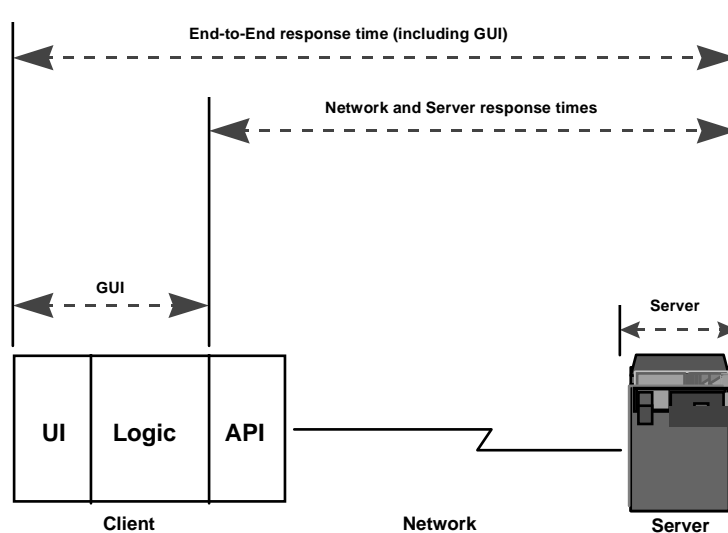 End-to-End response time (including GUI)
Network and Server response times
GUI
Server
UI
Logic
API
Client
Network
Server